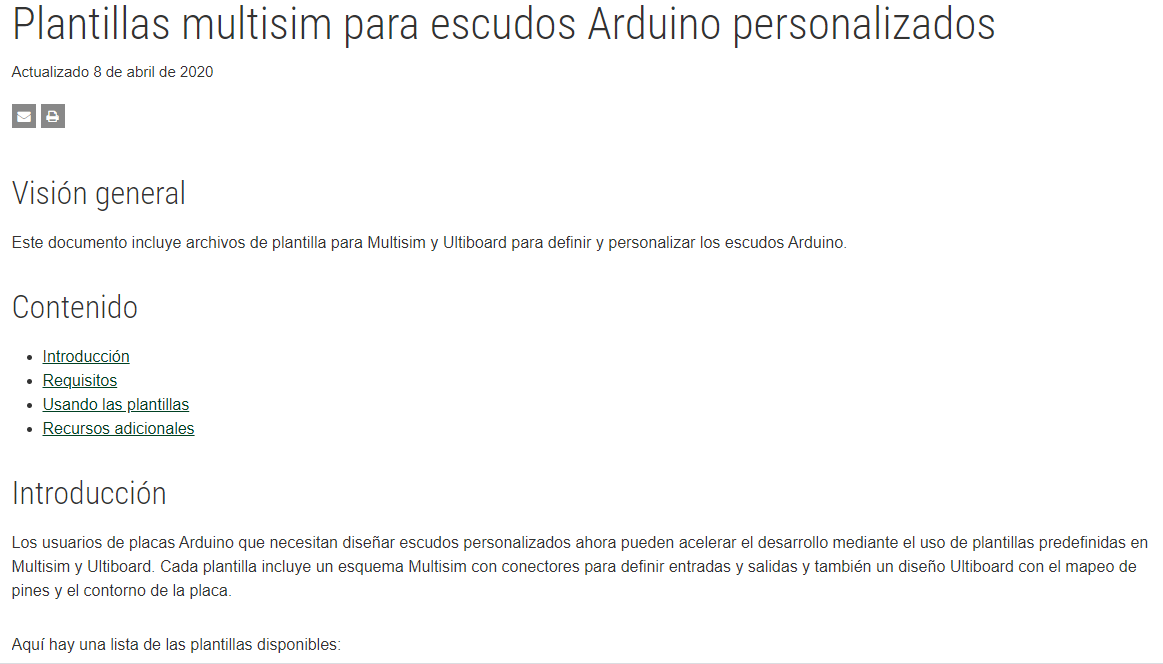 Plantillas multisim para escudos Arduino personalizados
Actualizado 8 de abril de 2020
Visión general
Este documento incluye archivos de plantilla para Multisim y Ultiboard para definir y personalizar los escudos Arduino.
Contenido
Introducción
Requisitos
Usando las plantillas
Recursos adicionales
Introducción
Los usuarios de placas Arduino que necesitan diseñar escudos personalizados ahora pueden acelerar el desarrollo mediante el uso de plantillas predefinidas en
Multisim y Ultiboard. Cada plantilla incluye un esquema Multisim con conectores para definir entradas y salidas y también un diseño Ultiboard con el mapeo de
pines y el contorno de la placa.
Aquí hay una lista de las plantillas disponibles: